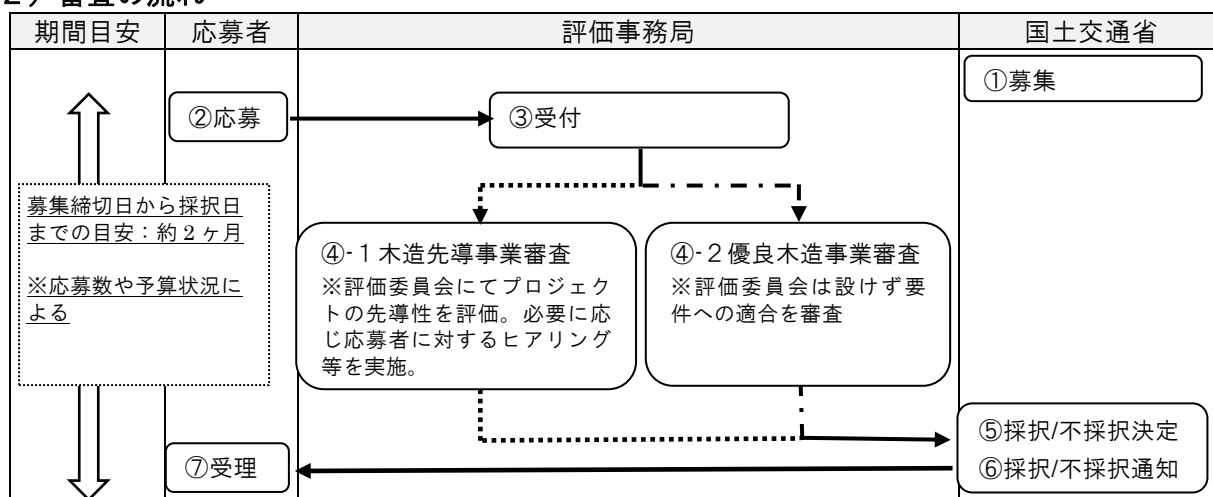 期間目安 応募者 評価事務局 国土交通省
①募集
②応募 ③受付
募集締切日から採択日
までの目安：約２ヶ月
※応募数や予算状況に
よる
④-１木造先導事業審査
※評価委員会にてプロジェク
トの先導性を評価。必要に応
じ応募者に対するヒアリング
等を実施。
④-２優良木造事業審査
※評価委員会は設けず要
件への適合を審査
⑤採択/不採択決定
⑥採択/不採択通知
⑦受理